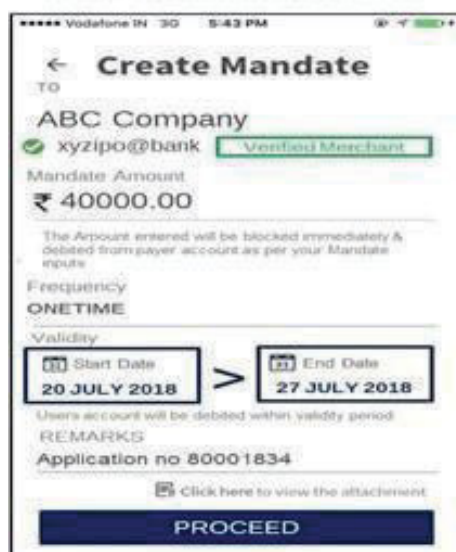 Vodafone IN 3G 5:43 PM
← Create Mandate
TO
ABC Company
xyzipo@bank Verified Merchant
Mandate Amount
₹ 40000.00
The Amount entered will be blocked immediately &
debited from payer account as per your Mandate
inputs
Frequency
ONETIME
Validity
31 Start Date > 31 End Date
20 JULY 2018 27 JULY 2018
Users account will be debited within validity period
REMARKS
Application no 80001834
Click here to view the attachment
PROCEED